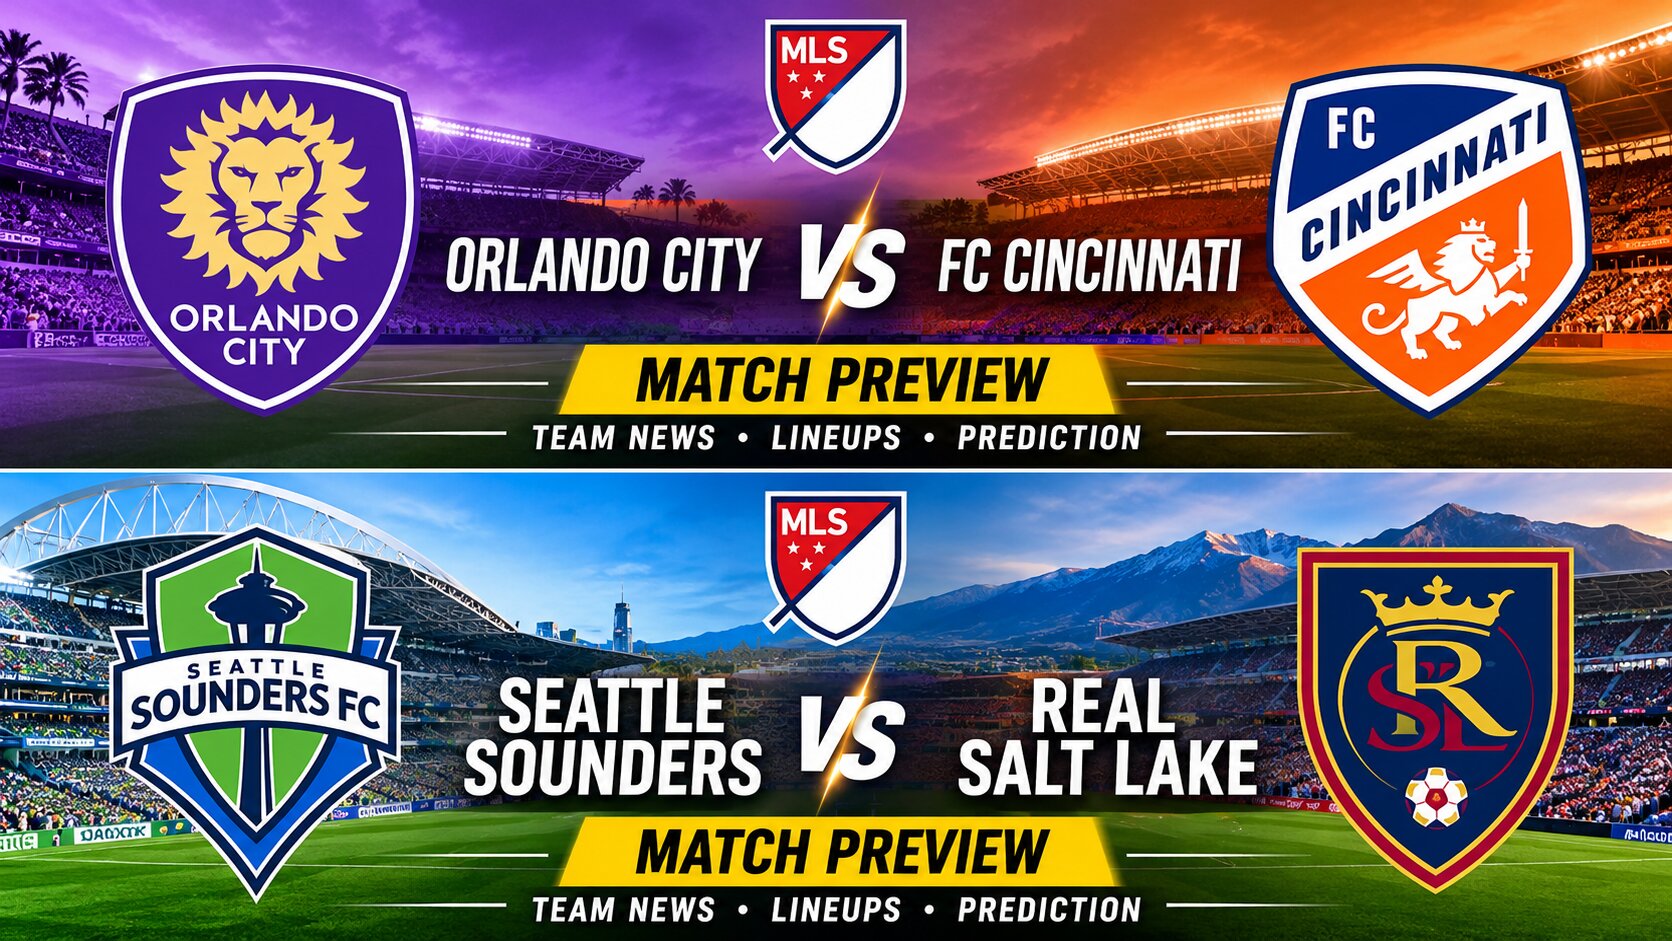 MLS
ORLANDO
CITY
ORLANDO CITY VS FC CINCINNATI
FC
CINCINNATI
MATCH PREVIEW
TEAM NEWS • LINEUPS • PREDICTION
MLS
SEATTLE
SOUNDERS FC
SEATTLE
SOUNDERS
VS
REAL
SALT LAKE
RSL
MATCH PREVIEW
TEAM NEWS • LINEUPS • PREDICTION